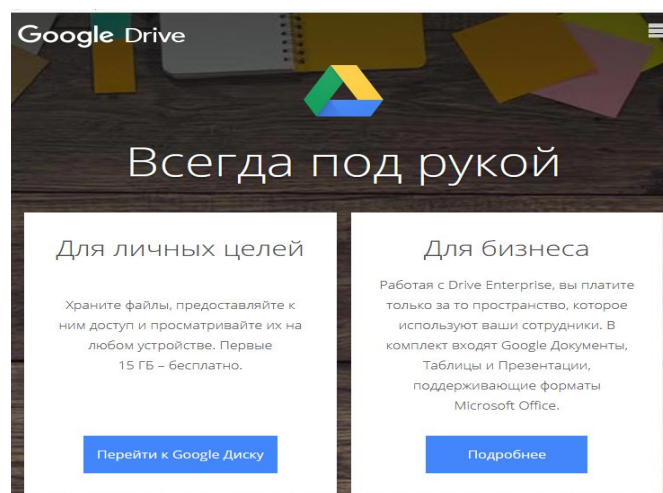 Google Drive
Всегда под рукой
Для личных целей
Храните файлы, предоставляйте к
ним доступ и просматривайте их на
любом устройстве. Первые
15 ГБ – бесплатно.
Перейти к Google Диску
Для бизнеса
Работая с Drive Enterprise, вы платите
только за то пространство, которое
используют ваши сотрудники. В
комплект входят Google Документы,
Таблицы и Презентации,
поддерживающие форматы
Microsoft Office.
Подробнее